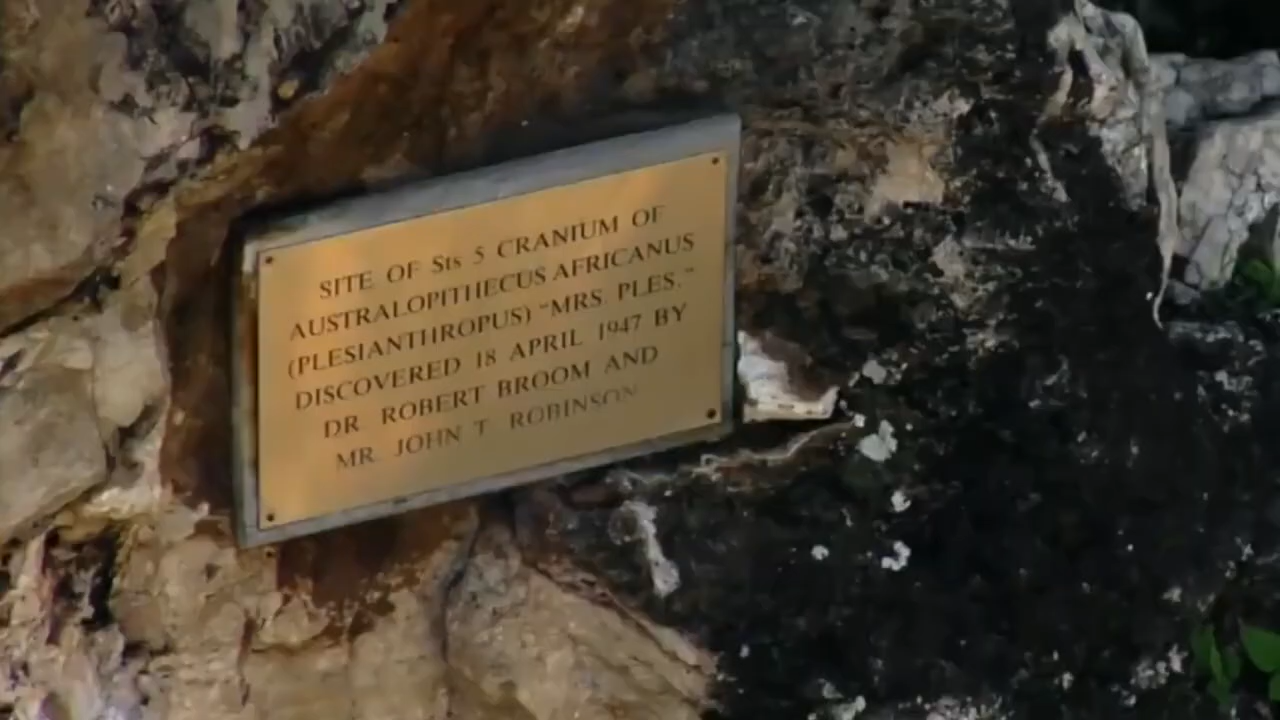 SITE OF Sts 5 CRANIUM OF
AUSTRALOPITHECUS AFRICANUS
(PLESIANTHROPUS) "MRS. PLES."
DISCOVERED 18 APRIL 1947 BY
DR. ROBERT BROOM AND
MR. JOHN T. ROBINSON